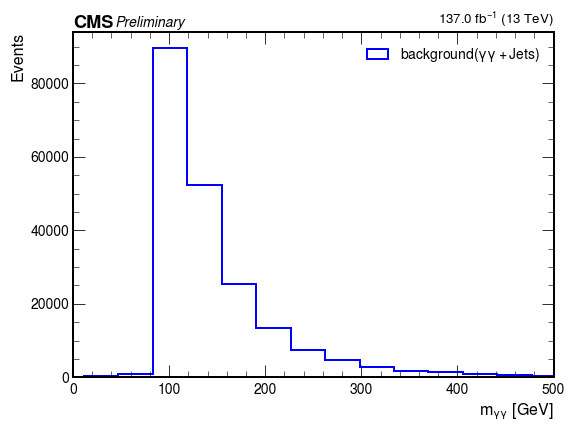 CMS Preliminary
137.0 fb⁻¹ (13 TeV)
Events
background(γγ +Jets)
80000
60000
40000
20000
0
0 100 200 300 400 500
mγγ [GeV]